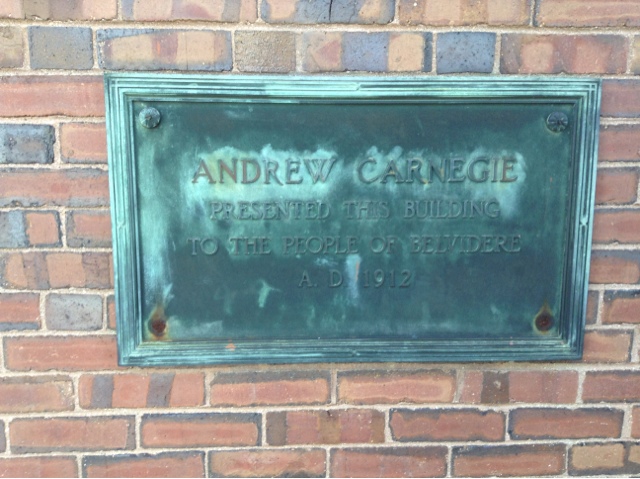 ANDREW CARNEGIE
PRESENTED THIS BUILDING
TO THE PEOPLE OF BELVIDERE
A. D. 1912